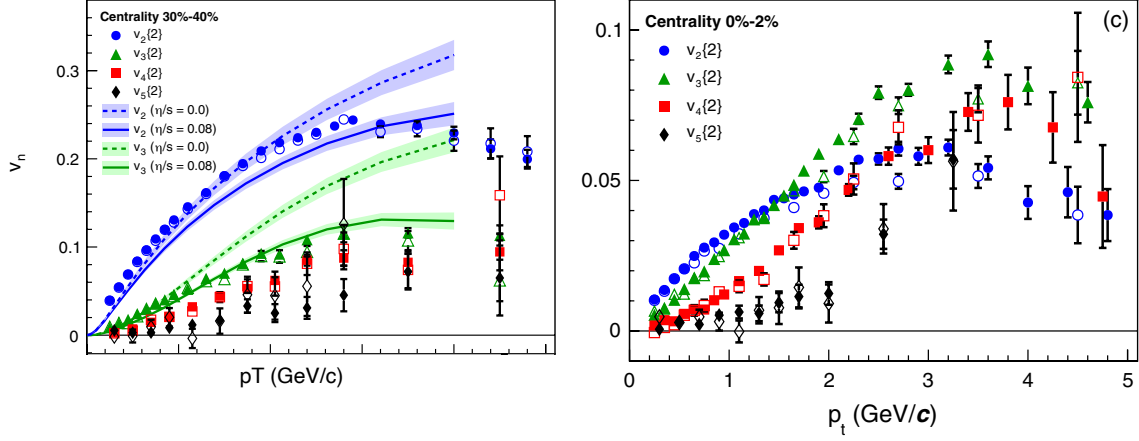 Centrality 30%-40%
v2{2}
v3{2}
v4{2}
v5{2}
v2 (η/s = 0.0)
v2 (η/s = 0.08)
v3 (η/s = 0.0)
v3 (η/s = 0.08)
vn
0.3
0.2
0.1
0
pT (GeV/c)
Centrality 0%-2%
(c)
v2{2}
v3{2}
v4{2}
v5{2}
0.1
0.05
0
0 1 2 3 4 5
pt (GeV/c)